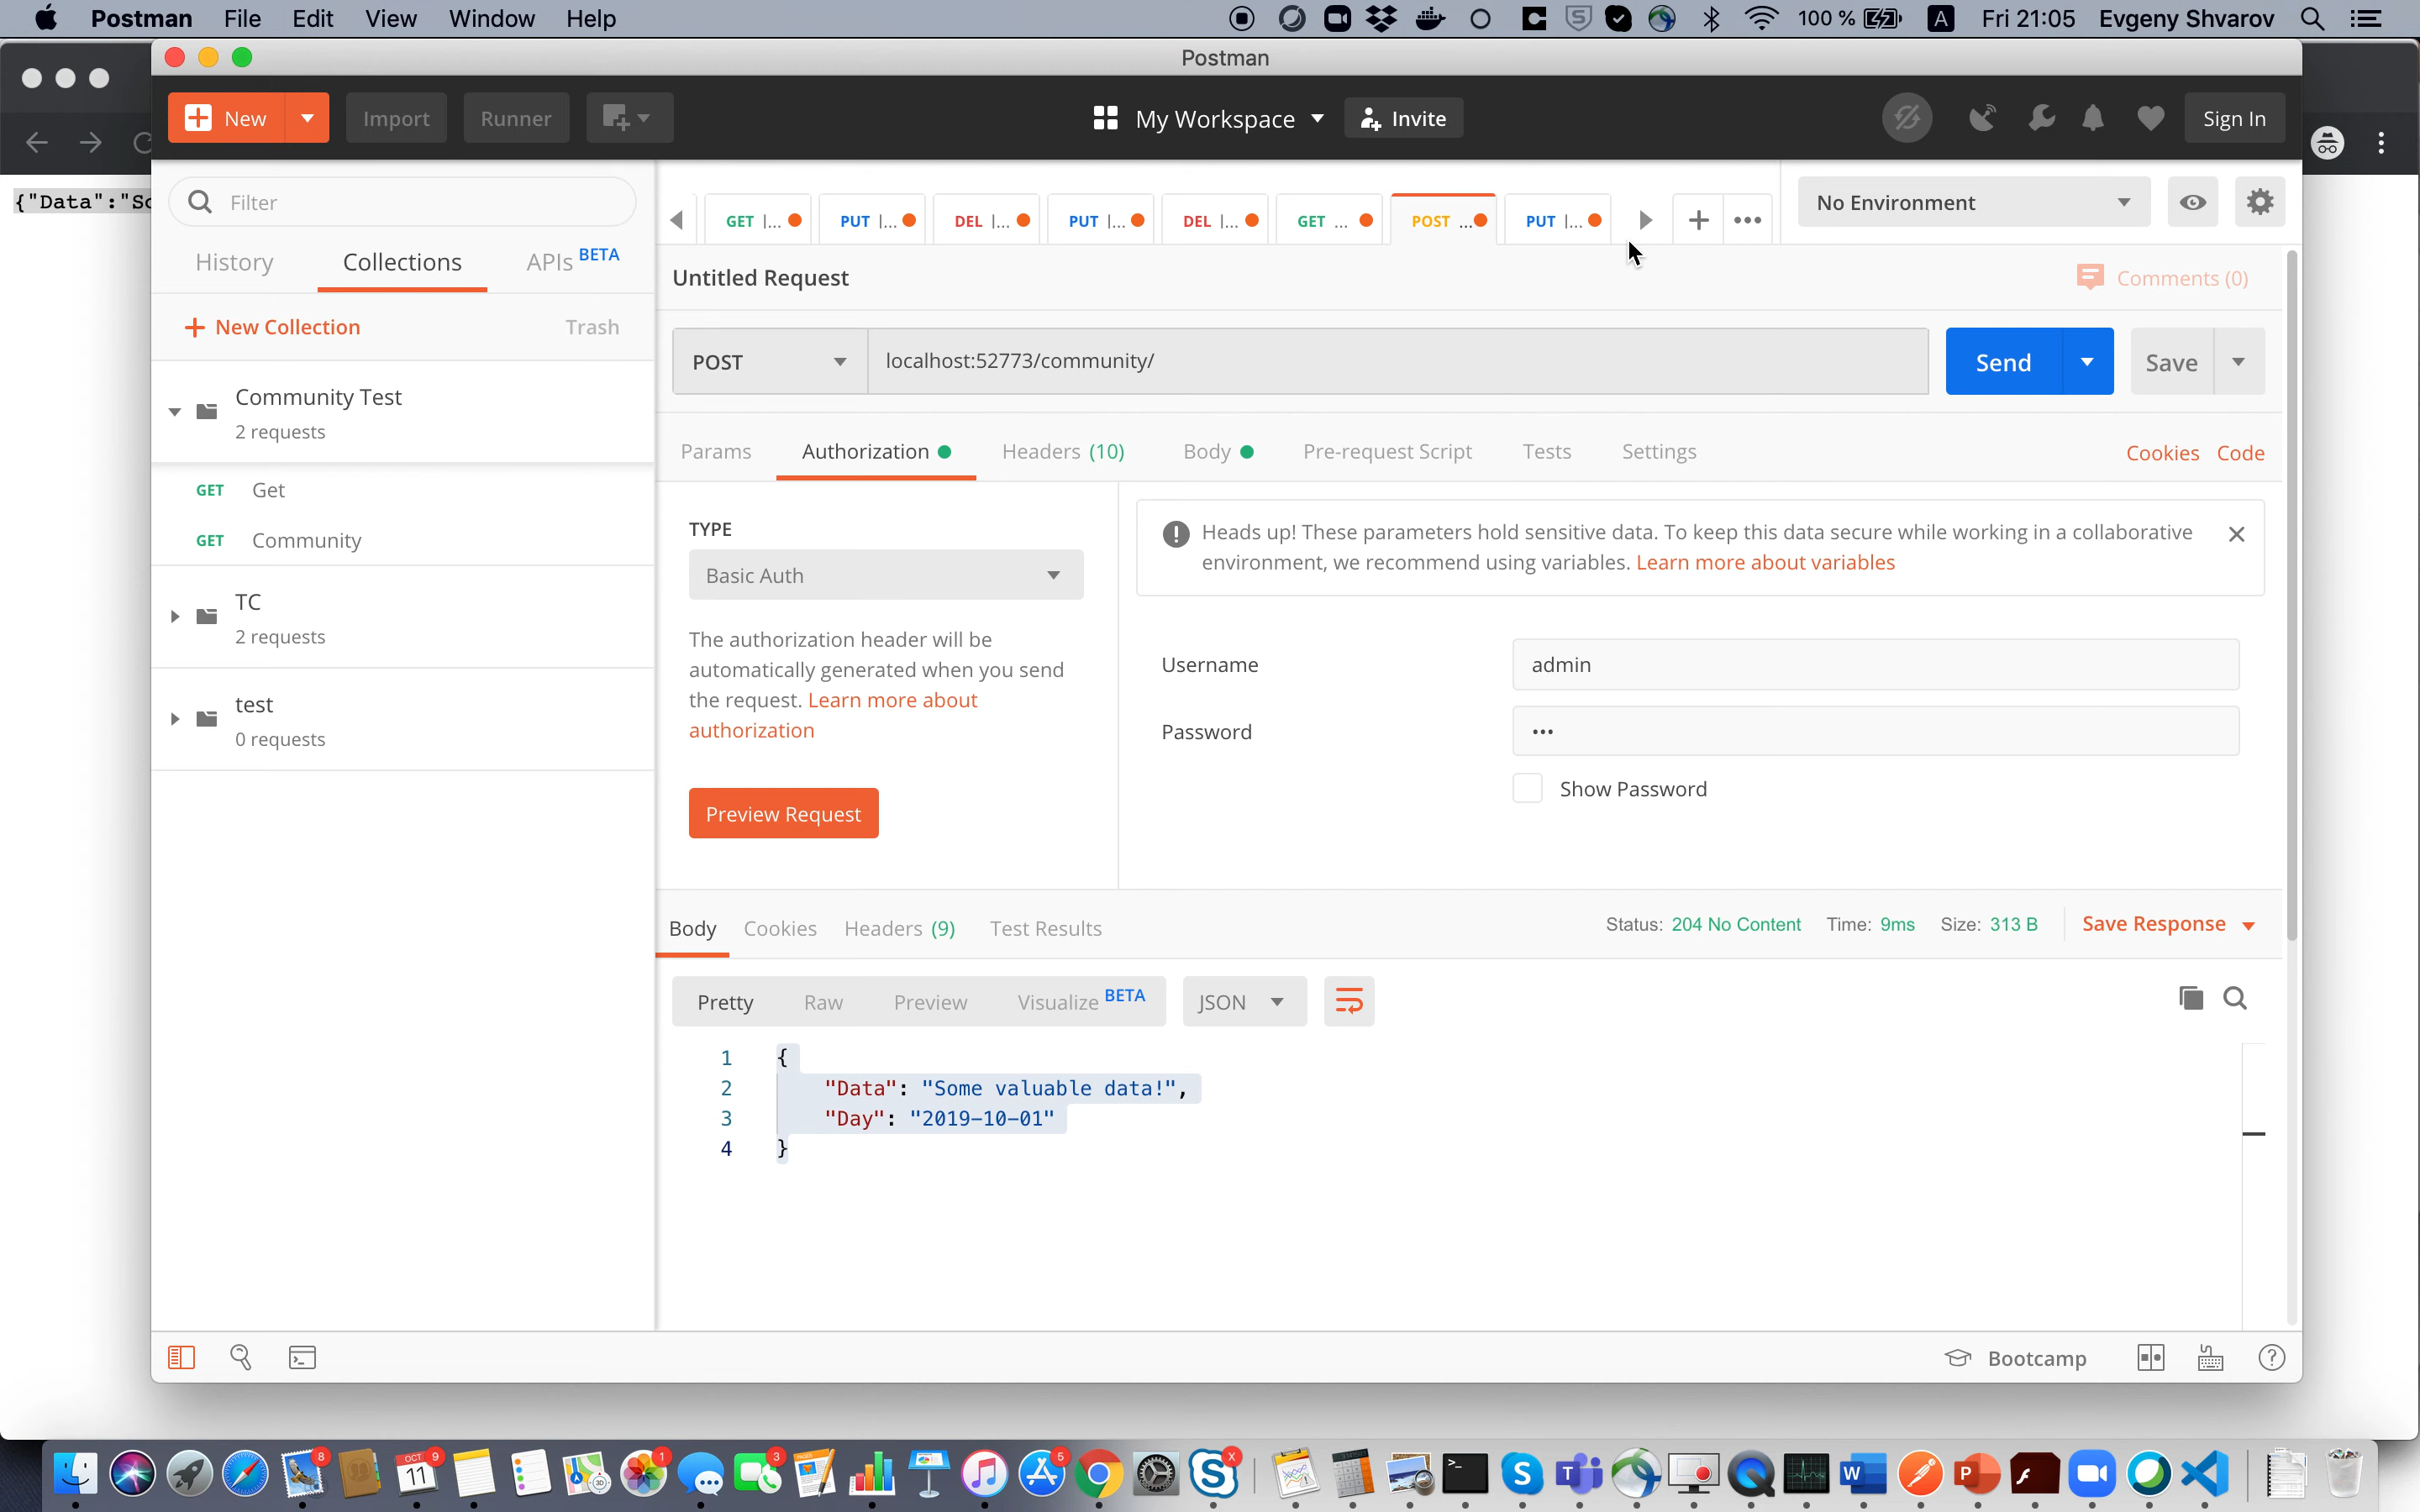 Postman File Edit View Window Help 100 % A Fri 21:05 Evgeny Shvarov
Postman
New Import Runner My Workspace Invite Sign In
{"Data":"So
Filter
GET |... PUT |... DEL |... PUT |... DEL |... GET ... POST ... PUT |... No Environment
History Collections APIs BETA
Untitled Request Comments (0)
New Collection Trash
POST localhost:52773/community/ Send Save
Community Test
2 requests
Params Authorization Headers (10) Body Pre-request Script Tests Settings Cookies Code
GET Get
GET Community
TC
2 requests
test
0 requests
TYPE
Basic Auth
The authorization header will be
automatically generated when you send
the request. Learn more about
authorization
Preview Request
Heads up! These parameters hold sensitive data. To keep this data secure while working in a collaborative
environment, we recommend using variables. Learn more about variables
Username admin
Password •••
Show Password
Body Cookies Headers (9) Test Results Status: 204 No Content Time: 9ms Size: 313 B Save Response
Pretty Raw Preview Visualize BETA JSON
1 {
2 "Data": "Some valuable data!",
3 "Day": "2019-10-01"
4 }
Bootcamp
8 OCT 11 9 1 3 5 X